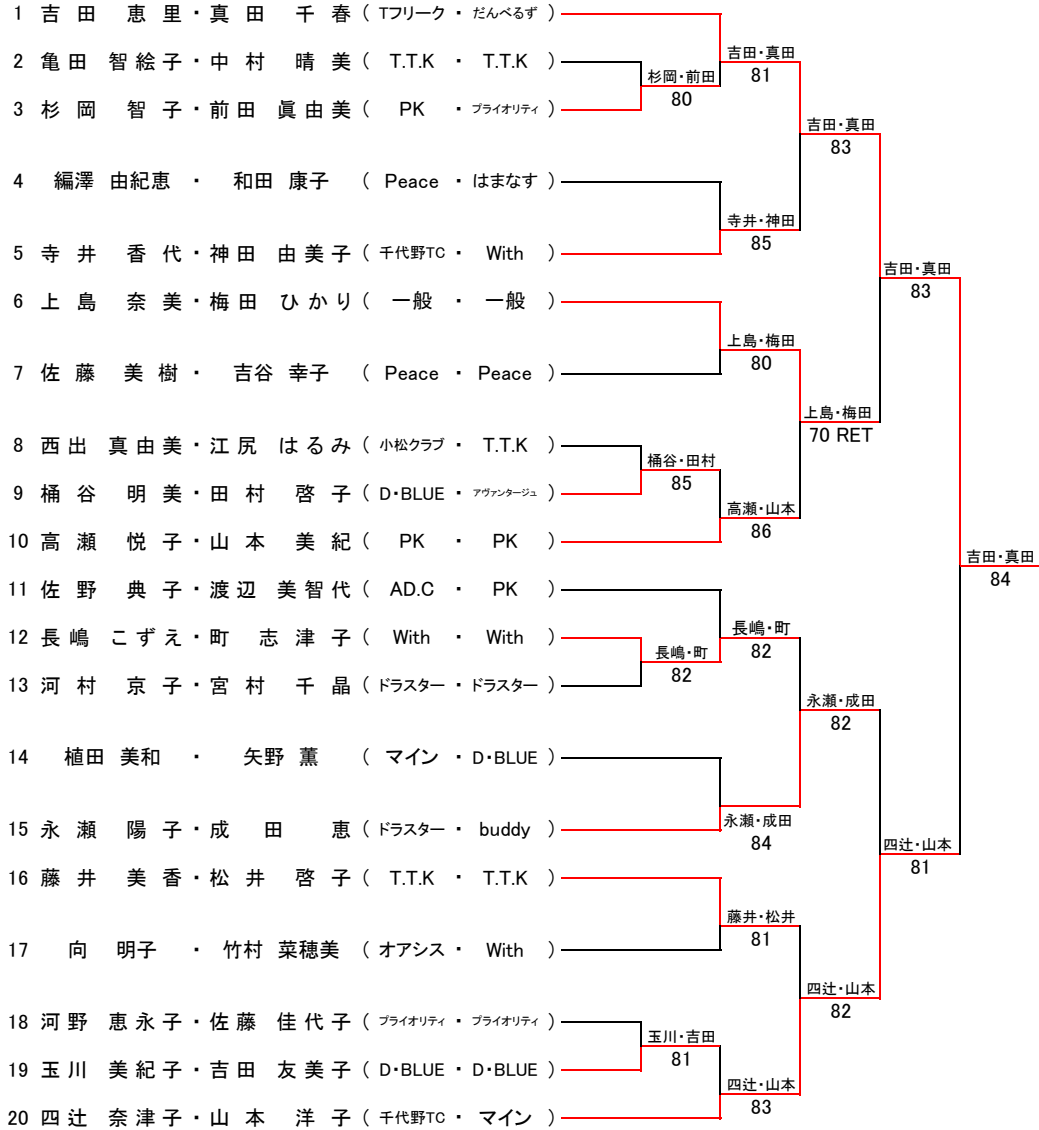 1 吉田 恵里・真田 千春 ( Tフリーク ・ だんべるず )
吉田・真田
81
2 亀田 智絵子・中村 晴美 ( T.T.K ・ T.T.K )
杉岡・前田
80
3 杉岡 智子・前田 眞由美 ( PK ・ プライオリティ )
吉田・真田
83
4 編澤 由紀恵 ・ 和田 康子 ( Peace ・ はまなす )
寺井・神田
85
5 寺井 香代・神田 由美子 ( 千代野TC ・ With )
吉田・真田
83
6 上島 奈美・梅田 ひかり ( 一般 ・ 一般 )
上島・梅田
80
7 佐藤 美樹・ 吉谷 幸子 ( Peace ・ Peace )
上島・梅田
70 RET
8 西出 真由美・江尻 はるみ ( 小松クラブ ・ T.T.K )
桶谷・田村
85
9 桶谷 明美・田村 啓子 ( D・BLUE ・ アヴァンタージュ )
高瀬・山本
86
10 高瀬 悦子・山本 美紀 ( PK ・ PK )
吉田・真田
84
11 佐野 典子・渡辺 美智代 ( AD.C ・ PK )
長嶋・町
82
12 長嶋 こずえ・町 志津子 ( With ・ With )
長嶋・町
82
13 河村 京子・宮村 千晶 ( ドラスター ・ ドラスター )
永瀬・成田
82
14 植田 美和 ・ 矢野 薫 ( マイン ・ D・BLUE )
永瀬・成田
84
15 永瀬 陽子・成田 恵 ( ドラスター ・ buddy )
四辻・山本
81
16 藤井 美香・松井 啓子 ( T.T.K ・ T.T.K )
藤井・松井
81
17 向 明子 ・ 竹村 菜穂美 ( オアシス ・ With )
四辻・山本
82
18 河野 恵永子・佐藤 佳代子 ( プライオリティ ・ プライオリティ )
玉川・吉田
81
19 玉川 美紀子・吉田 友美子 ( D・BLUE ・ D・BLUE )
四辻・山本
83
20 四辻 奈津子・山本 洋子 ( 千代野TC ・ マイン )